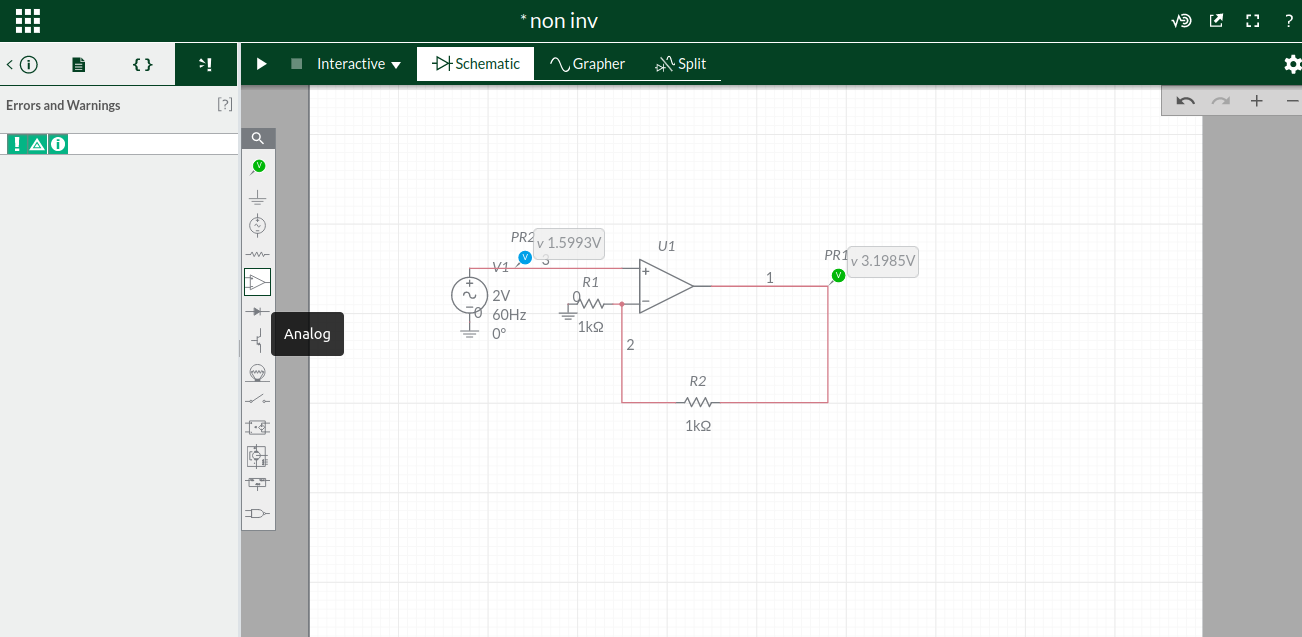 * non inv
?
Interactive
Schematic
Grapher
Split
Errors and Warnings
[?]
Analog
PR2
v 1.5993V
3
V1
2V
60Hz
0°
0
R1
0
1kΩ
U1
2
R2
1kΩ
1
PR1
v 3.1985V